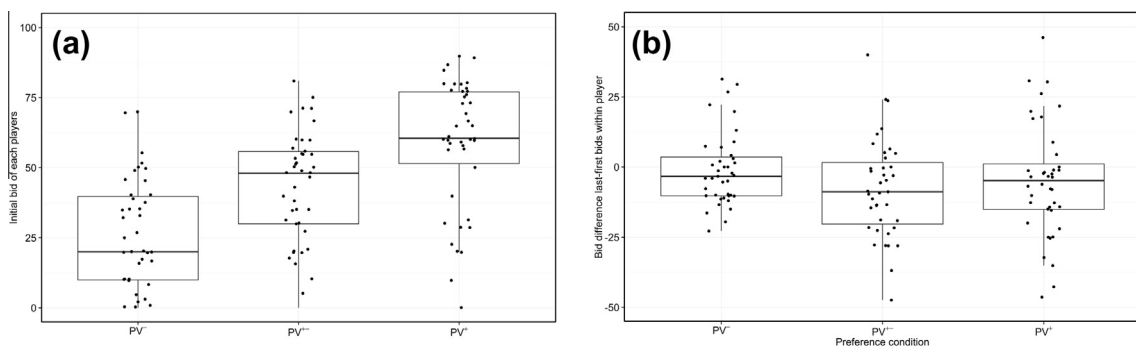 (a)
Initial bid of each players
100
75
50
25
0
PV⁻
PV⁺⁻
PV⁺
(b)
Bid difference last-first bids within player
50
25
0
-25
-50
PV⁻
PV⁺⁻
PV⁺
Preference condition